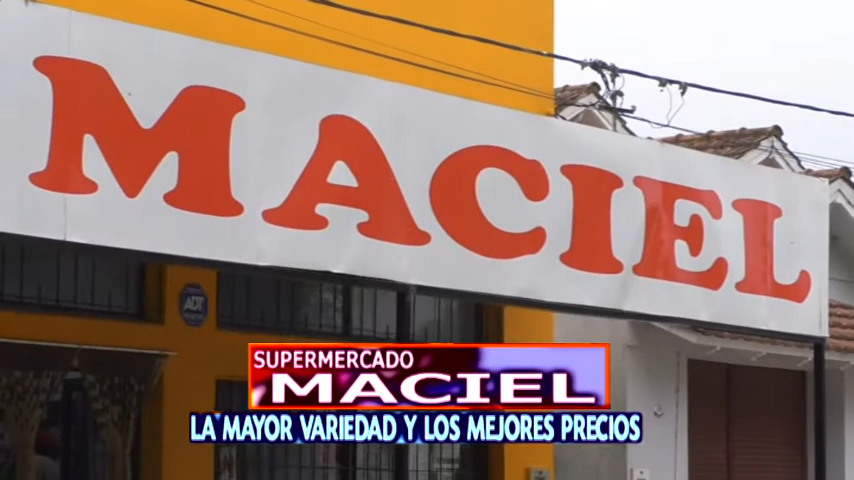 MACIEL
ADT
SUPERMERCADO
MACIEL
LA MAYOR VARIEDAD Y LOS MEJORES PRECIOS